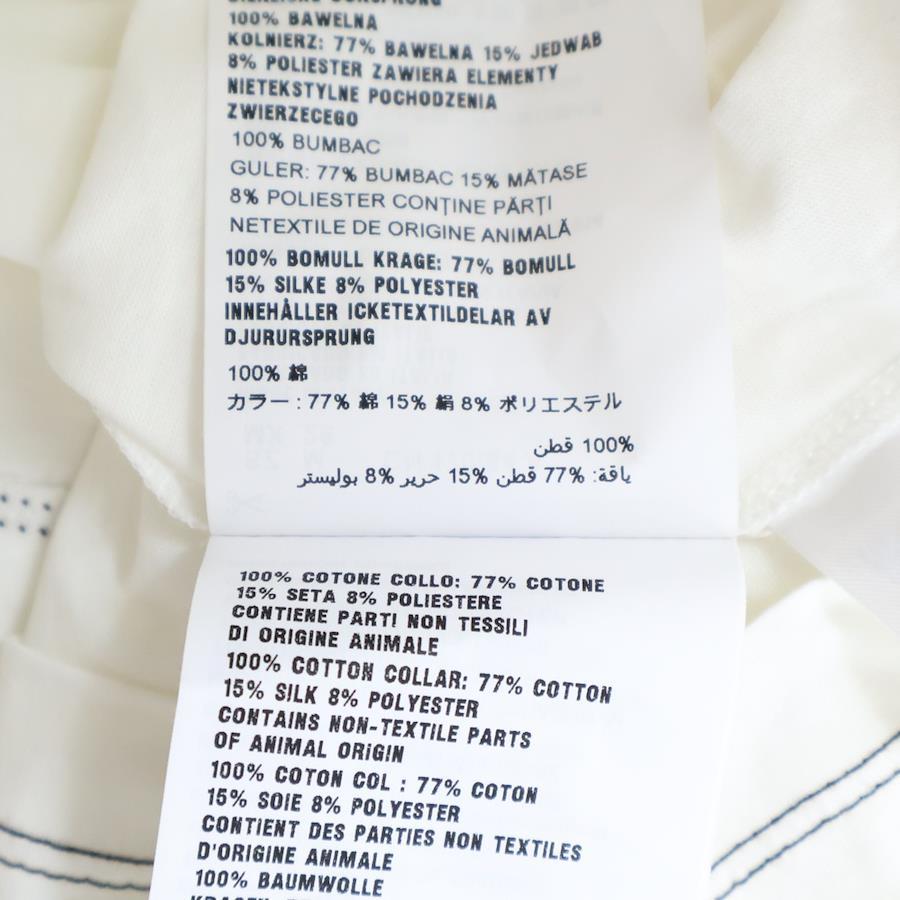 100% BAWELNA
KOLNIERZ: 77% BAWELNA 15% JEDWAB
8% POLIESTER ZAWIERA ELEMENTY
NIETEKSTYLNE POCHODZENIA
ZWIERZECEGO
100% BUMBAC
GULER: 77% BUMBAC 15% MĂTASE
8% POLIESTER CONȚINE PĂRȚI
NETEXTILE DE ORIGINE ANIMALĂ
100% BOMULL KRAGE: 77% BOMULL
15% SILKE 8% POLYESTER
INNEHÅLLER ICKETEXTILDELAR AV
DJURURSPRUNG
100% 綿
カラー : 77% 綿 15% 絹 8% ポリエステル
100% قطن
ياقة: 77% قطن 15% حرير 8% بوليستر
100% COTONE COLLO: 77% COTONE
15% SETA 8% POLIESTERE
CONTIENE PARTI NON TESSILI
DI ORIGINE ANIMALE
100% COTTON COLLAR: 77% COTTON
15% SILK 8% POLYESTER
CONTAINS NON-TEXTILE PARTS
OF ANIMAL ORIGIN
100% COTON COL : 77% COTON
15% SOIE 8% POLYESTER
CONTIENT DES PARTIES NON TEXTILES
D'ORIGINE ANIMALE
100% BAUMWOLLE